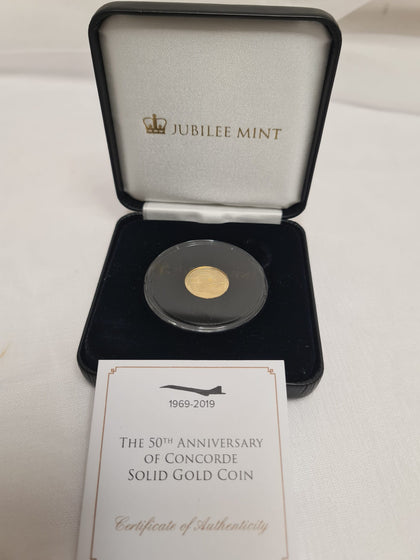 JUBILEE MINT
1969-2019
THE 50TH ANNIVERSARY
OF CONCORDE
SOLID GOLD COIN
Certificate of Authenticity